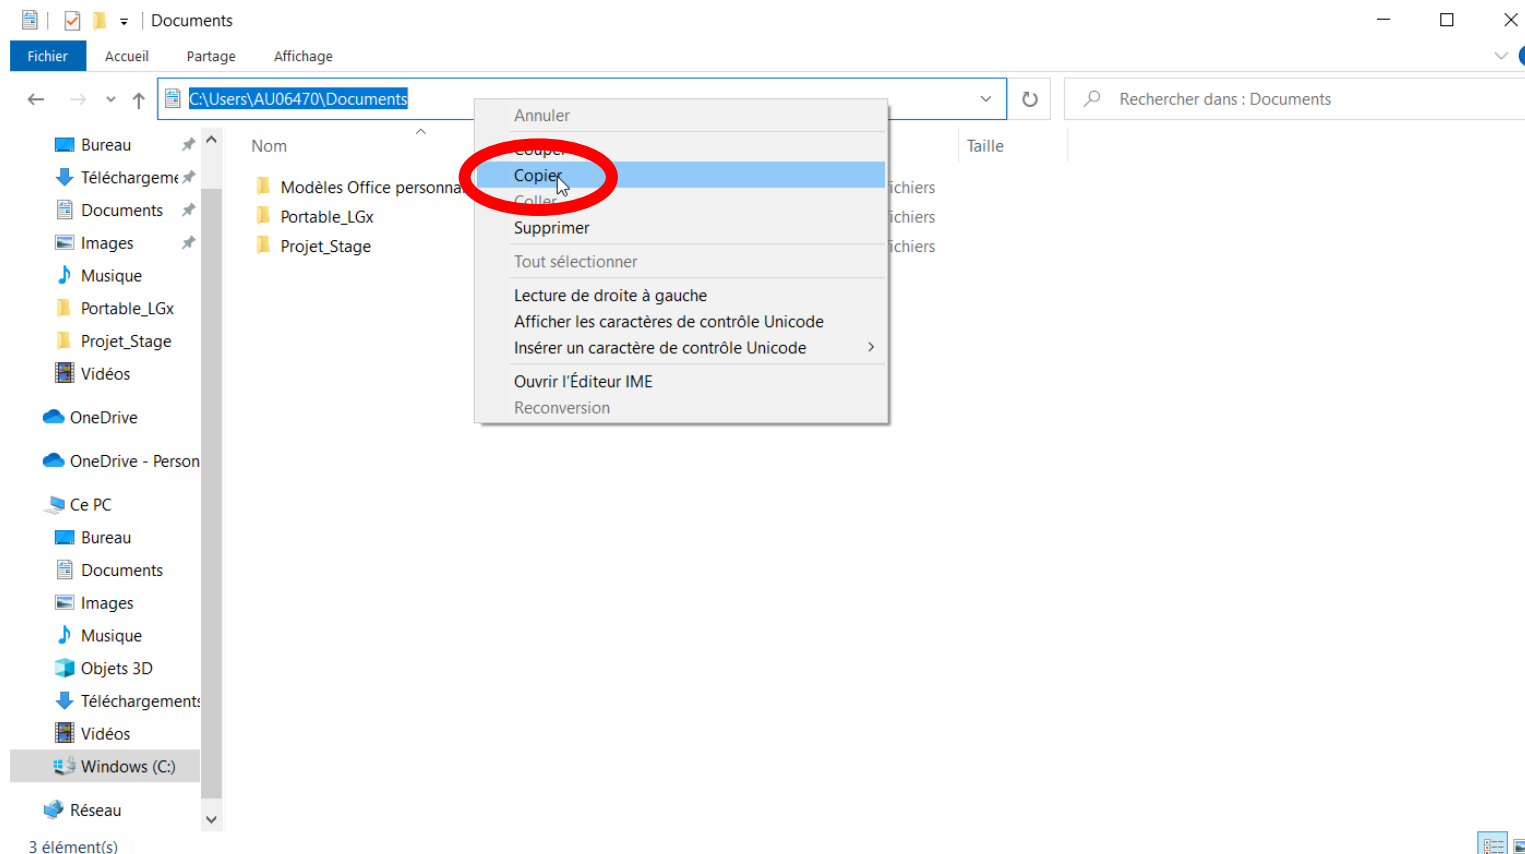 Documents
Fichier Accueil Partage Affichage
C:\Users\AU06470\Documents Rechercher dans : Documents
Nom Taille
Bureau
Téléchargeme
Documents
Images
Musique
Portable_LGx
Projet_Stage
Vidéos
OneDrive
OneDrive - Person
Ce PC
Bureau
Documents
Images
Musique
Objets 3D
Téléchargements
Vidéos
Windows (C:)
Réseau
Modèles Office personna
ichiers
Portable_LGx
ichiers
Projet_Stage
ichiers
Annuler
Couper
Copier
Coller
Supprimer
Tout sélectionner
Lecture de droite à gauche
Afficher les caractères de contrôle Unicode
Insérer un caractère de contrôle Unicode
Ouvrir l'Éditeur IME
Reconversion
3 élément(s)